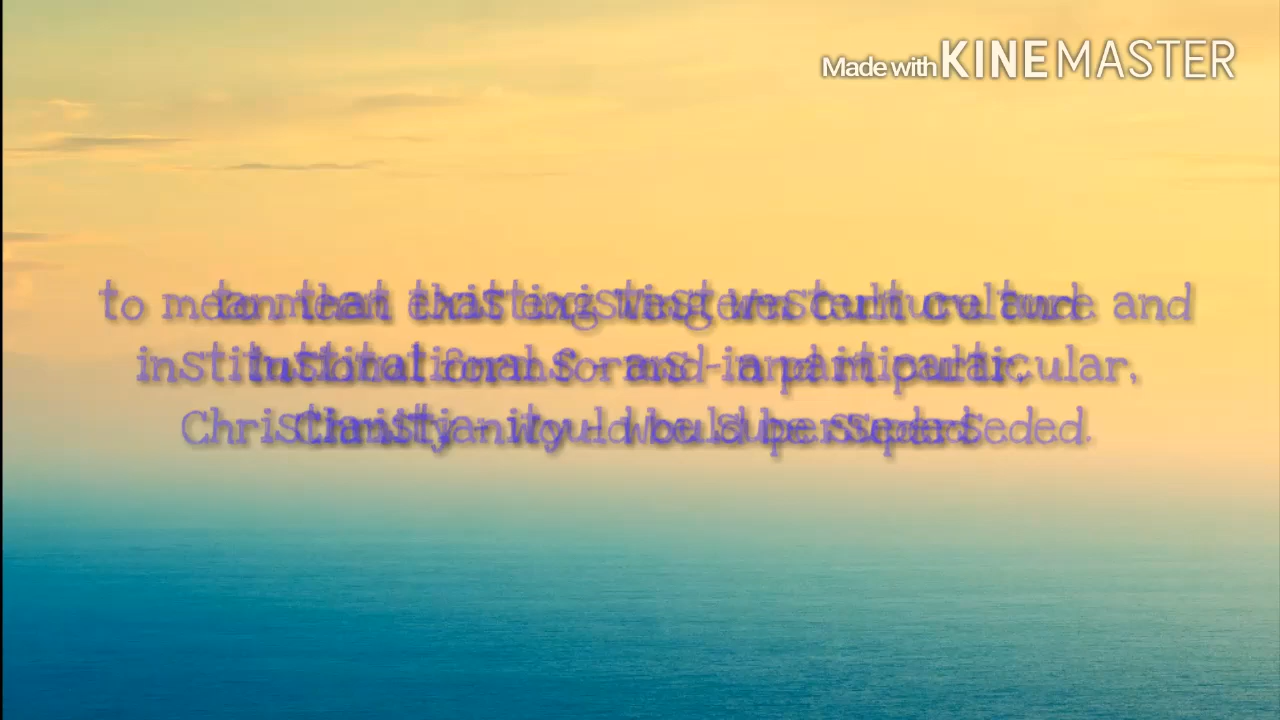 Made with KINEMASTER
to mean that existing Western culture and
institutional forms - and in particular,
Christianity - would be superseded.